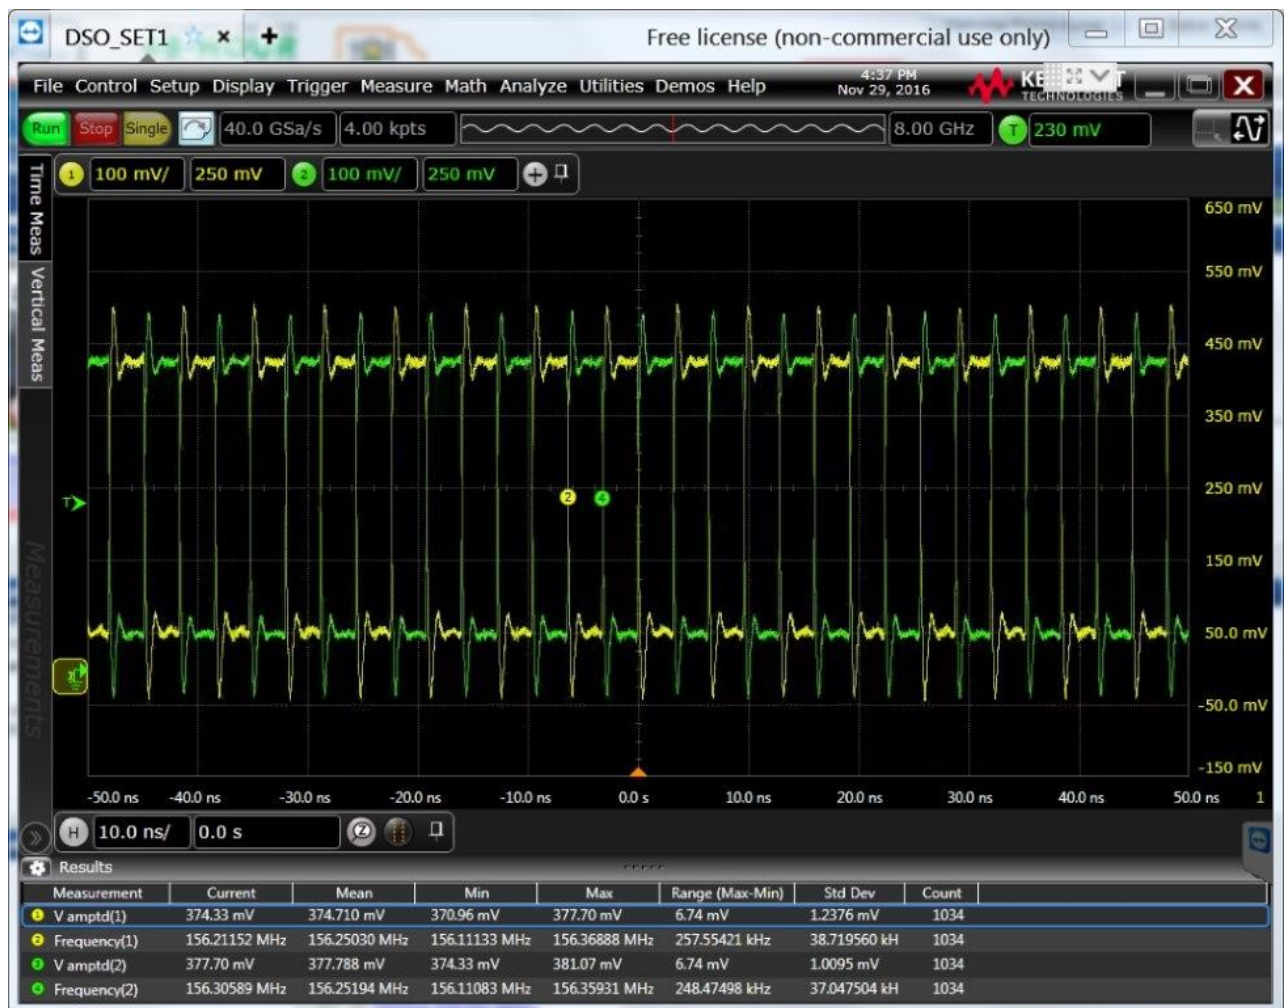 DSO_SET1 × +
Free license (non-commercial use only)
File Control Setup Display Trigger Measure Math Analyze Utilities Demos Help
4:37 PM
Nov 29, 2016
TECHNOLOGIES
Run Stop Single 40.0 GSa/s 4.00 kpts 8.00 GHz T 230 mV
1 100 mV/ 250 mV 2 100 mV/ 250 mV
Time Meas
Vertical Meas
Measurements
650 mV
550 mV
450 mV
350 mV
250 mV
150 mV
50.0 mV
-50.0 mV
-150 mV
T
2 4
-50.0 ns -40.0 ns -30.0 ns -20.0 ns -10.0 ns 0.0 s 10.0 ns 20.0 ns 30.0 ns 40.0 ns 50.0 ns 1
H 10.0 ns/ 0.0 s Z
Results
Measurement Current Mean Min Max Range (Max-Min) Std Dev Count
1 V amptd(1) 374.33 mV 374.710 mV 370.96 mV 377.70 mV 6.74 mV 1.2376 mV 1034
2 Frequency(1) 156.21152 MHz 156.25030 MHz 156.11133 MHz 156.36888 MHz 257.55421 kHz 38.719560 kH 1034
3 V amptd(2) 377.70 mV 377.788 mV 374.33 mV 381.07 mV 6.74 mV 1.0095 mV 1034
4 Frequency(2) 156.30589 MHz 156.25194 MHz 156.11083 MHz 156.35931 MHz 248.47498 kHz 37.047504 kH 1034